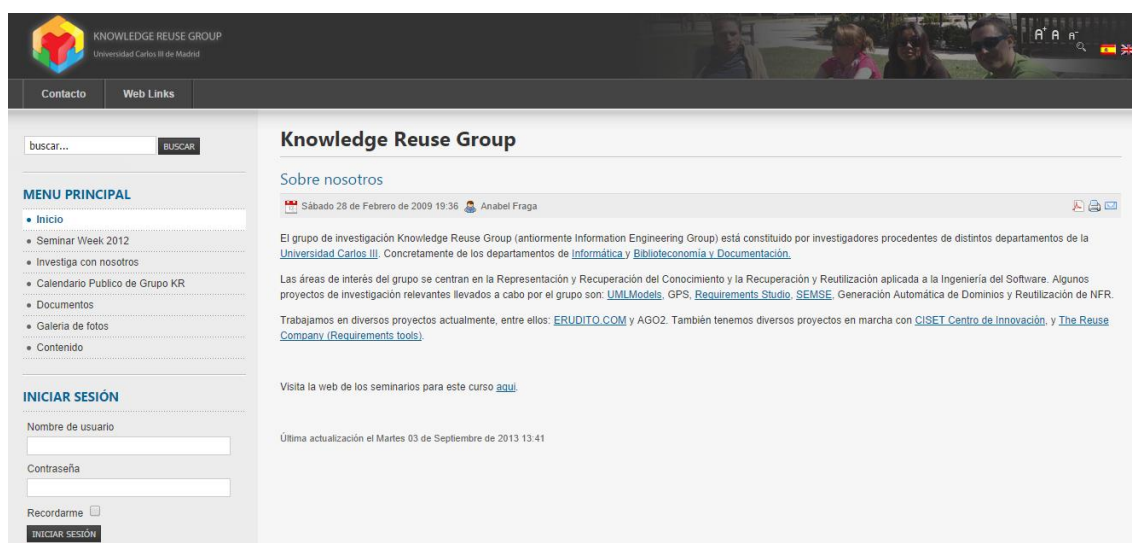 KNOWLEDGE REUSE GROUP
Universidad Carlos III de Madrid
A+ A A-
Contacto Web Links
buscar... BUSCAR
MENU PRINCIPAL
Inicio
Seminar Week 2012
Investiga con nosotros
Calendario Publico de Grupo KR
Documentos
Galeria de fotos
Contenido
INICIAR SESIÓN
Nombre de usuario
Contraseña
Recordarme
INICIAR SESIÓN
Knowledge Reuse Group
Sobre nosotros
Sábado 28 de Febrero de 2009 19:36 Anabel Fraga
El grupo de investigación Knowledge Reuse Group (antiormente Information Engineering Group) está constituido por investigadores procedentes de distintos departamentos de la
Universidad Carlos III. Concretamente de los departamentos de Informática y Biblioteconomía y Documentación.
Las áreas de interés del grupo se centran en la Representación y Recuperación del Conocimiento y la Recuperación y Reutilización aplicada a la Ingeniería del Software. Algunos
proyectos de investigación relevantes llevados a cabo por el grupo son: UMLModels, GPS, Requirements Studio, SEMSE, Generación Automática de Dominios y Reutilización de NFR.
Trabajamos en diversos proyectos actualmente, entre ellos: ERUDITO.COM y AGO2. También tenemos diversos proyectos en marcha con CISET Centro de Innovación, y The Reuse
Company (Requirements tools).
Visita la web de los seminarios para este curso aqui.
Última actualización el Martes 03 de Septiembre de 2013 13:41